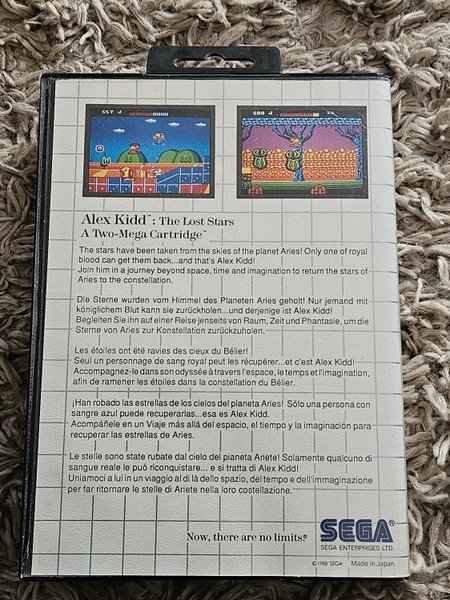 557 J
500 J
Alex Kidd™: The Lost Stars
A Two-Mega Cartridge™
The stars have been taken from the skies of the planet Aries! Only one of royal
blood can get them back...and that's Alex Kidd!
Join him in a journey beyond space, time and imagination to return the stars of
Aries to the constellation.
Die Sterne wurden vom Himmel des Planeten Aries geholt! Nur jemand mit
königlichem Blut kann sie zurückholen...und derjenige ist Alex Kidd!
Begleiten Sie ihn auf einer Reise jenseits von Raum, Zeit und Phantasie, um die
Sterne von Aries zur Konstellation zurückzuholen.
Les étoiles ont été ravies des cieux du Bélier!
Seul un personnage de sang royal peut les récupérer...et c'est Alex Kidd!
Accompagnez-le dans son odyssée à travers l'espace, le temps et l'imagination,
afin de ramener les étoiles dans la constellation du Bélier.
¡Han robado las estrellas de los cielos del planeta Aries! Sólo una persona con
sangre azul puede recuperarlas...esa es Alex Kidd.
Acompáñele en un Viaje más allá del espacio, el tiempo y la imaginación para
recuperar las estrellas de Aries.
Le stelle sono state rubate dal cielo del planeta Ariete! Solamente qualcuno di
sangue reale le può riconquistare... e si tratta di Alex Kidd!
Uniamoci a lui in un viaggio al di là dello spazio, del tempo e dell'immaginazione
per far ritornare le stelle di Ariete nella loro costellazione.
Now, there are no limits.®
SEGA®
SEGA ENTERPRISES LTD.
©1988 SEGA Made in Japan